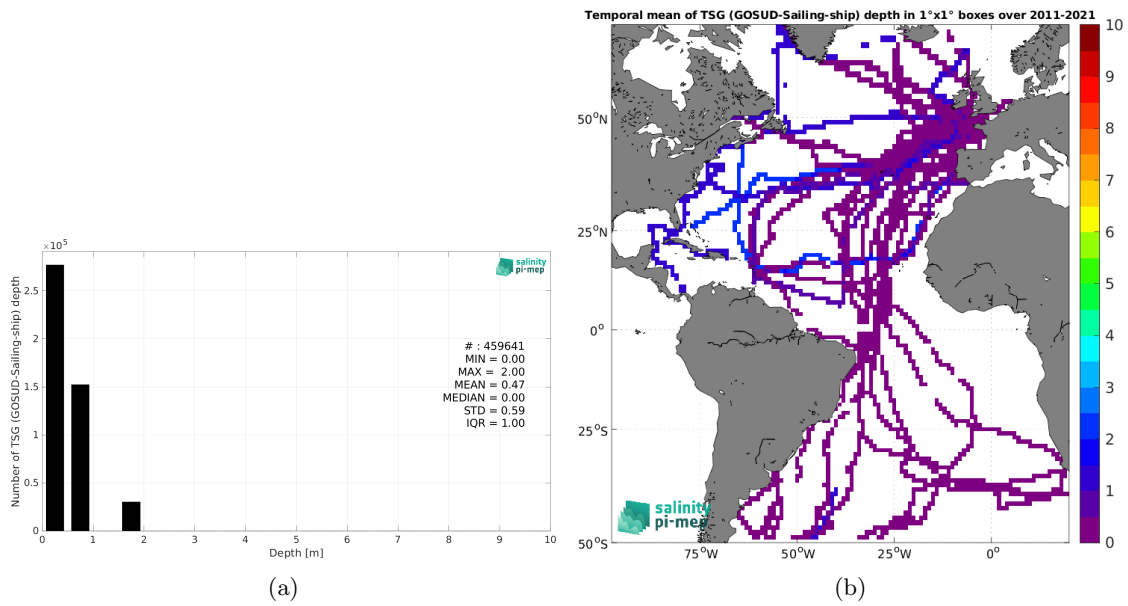 ×10⁵
2.5
2
1.5
1
0.5
0
Number of TSG (GOSUD-Sailing-ship) depth
salinity
pi-mep
# : 459641
MIN = 0.00
MAX = 2.00
MEAN = 0.47
MEDIAN = 0.00
STD = 0.59
IQR = 1.00
0 1 2 3 4 5 6 7 8 9 10
Depth [m]
(a)
Temporal mean of TSG (GOSUD-Sailing-ship) depth in 1°x1° boxes over 2011-2021
50°N
25°N
0°
25°S
50°S
75°W 50°W 25°W 0°
salinity
pi-mep
10
9
8
7
6
5
4
3
2
1
0
(b)